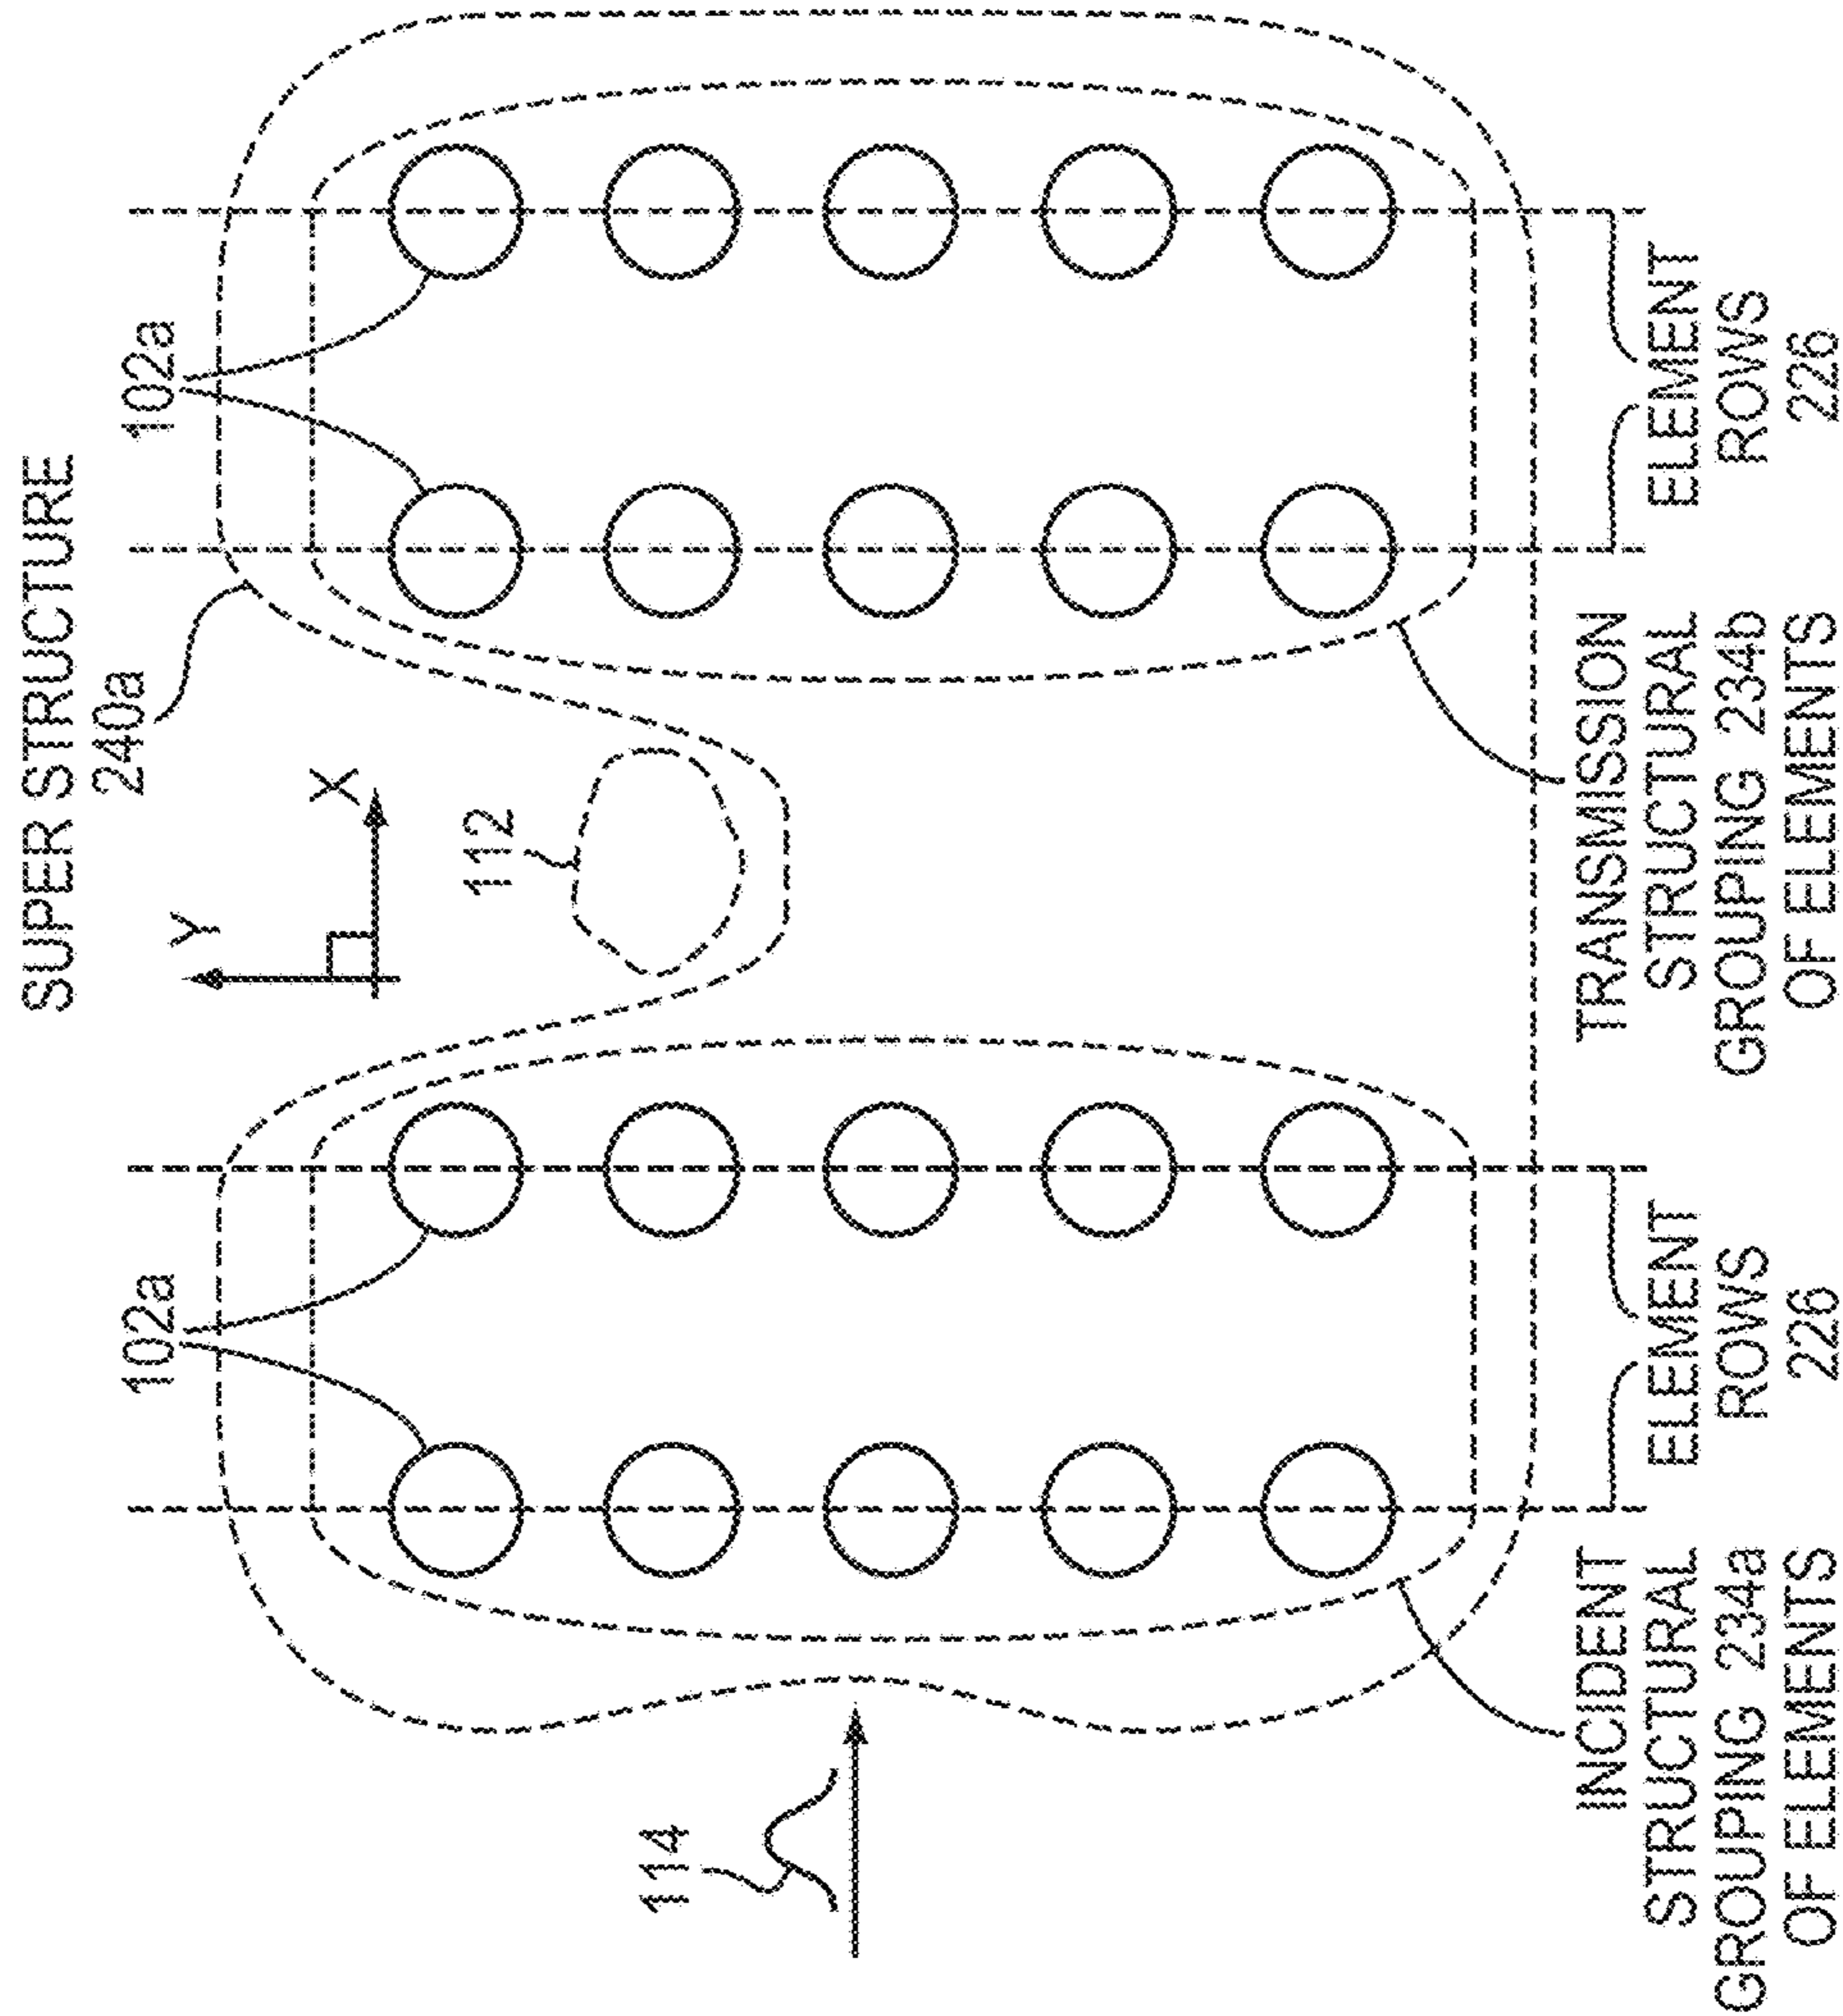 SUPER STRUCTURE
240a
102a
102a
Y
X
112
114
INCIDENT
STRUCTURAL
GROUPING 234a
OF ELEMENTS
ELEMENT
ROWS
226
TRANSMISSION
STRUCTURAL
GROUPING 234b
OF ELEMENTS
ELEMENT
ROWS
226